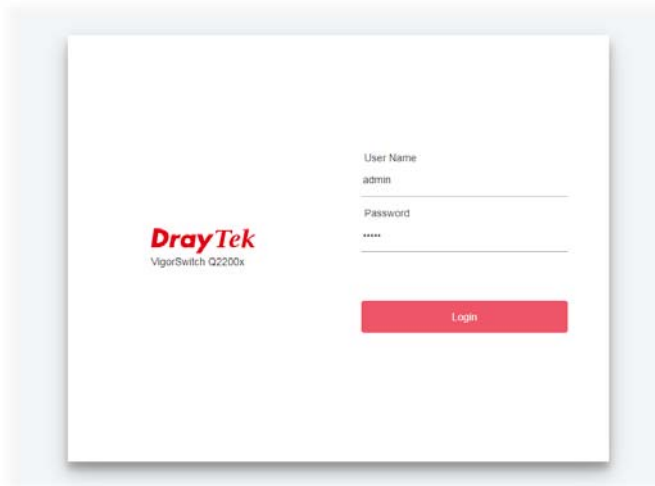 DrayTek
VigorSwitch Q2200x
User Name
admin
Password
•••••
Login